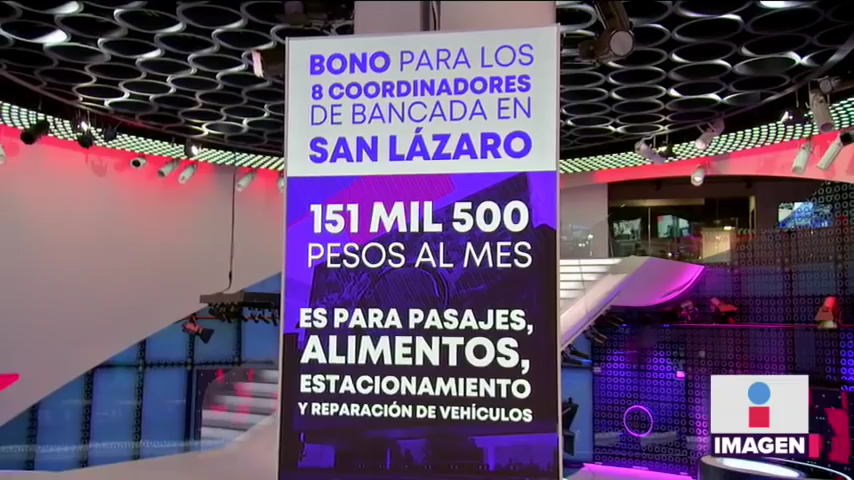 BONO PARA LOS
8 COORDINADORES
DE BANCADA EN
SAN LÁZARO
151 MIL 500
PESOS AL MES
ES PARA PASAJES,
ALIMENTOS,
ESTACIONAMIENTO
Y REPARACIÓN DE VEHÍCULOS
IMAGEN